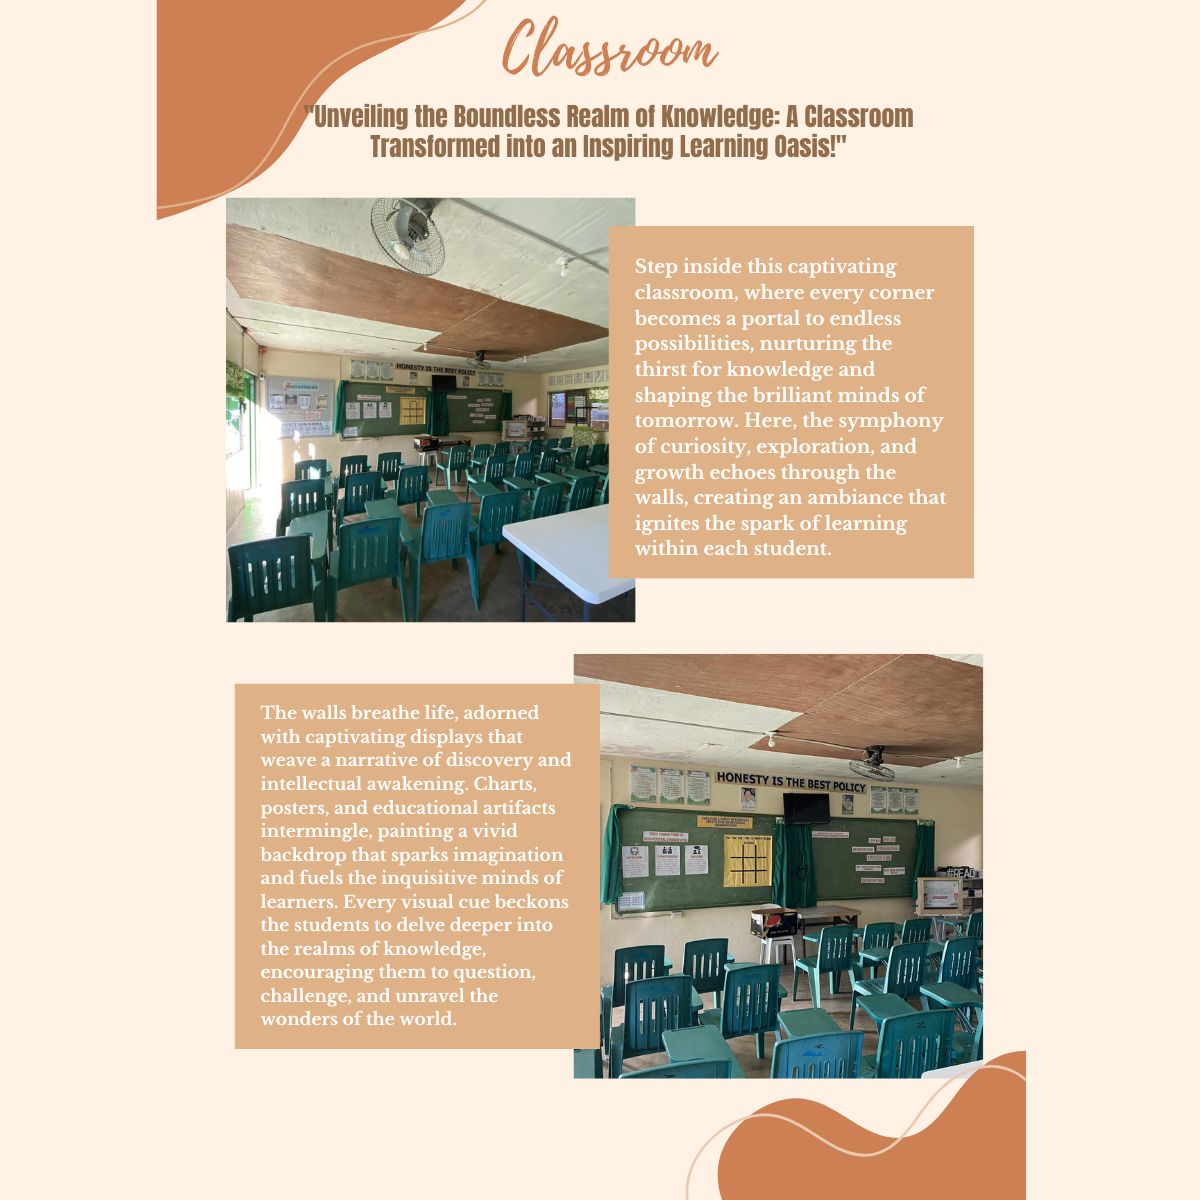 Classroom
"Unveiling the Boundless Realm of Knowledge: A Classroom
Transformed into an Inspiring Learning Oasis!"
HONESTY IS THE BEST POLICY
Step inside this captivating
classroom, where every corner
becomes a portal to endless
possibilities, nurturing the
thirst for knowledge and
shaping the brilliant minds of
tomorrow. Here, the symphony
of curiosity, exploration, and
growth echoes through the
walls, creating an ambiance that
ignites the spark of learning
within each student.
The walls breathe life, adorned
with captivating displays that
weave a narrative of discovery and
intellectual awakening. Charts,
posters, and educational artifacts
intermingle, painting a vivid
backdrop that sparks imagination
and fuels the inquisitive minds of
learners. Every visual cue beckons
the students to delve deeper into
the realms of knowledge,
encouraging them to question,
challenge, and unravel the
wonders of the world.
HONESTY IS THE BEST POLICY
#READ